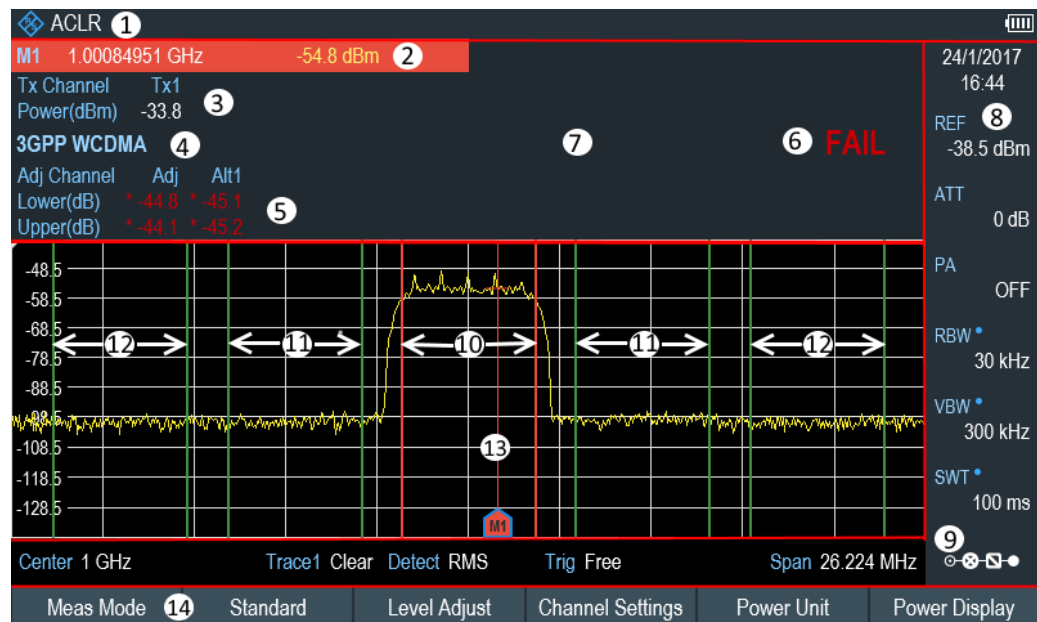 ACLR 1
M1 1.00084951 GHz -54.8 dBm 2
24/1/2017
16:44
Tx Channel Tx1
Power(dBm) -33.8 3
3GPP WCDMA 4
7
6 FAIL
REF 8
-38.5 dBm
Adj Channel Adj Alt1
Lower(dB) * -44.8 * -45.1
Upper(dB) * -44.1 * -45.2
5
ATT
0 dB
PA
OFF
RBW
30 kHz
VBW
300 kHz
SWT
100 ms
9
-48.5
-58.5
-68.5
-78.5
-88.5
-98.5
-108.5
-118.5
-128.5
12 11 10 11 12
13
M1
Center 1 GHz Trace1 Clear Detect RMS Trig Free Span 26.224 MHz
Meas Mode 14 Standard Level Adjust Channel Settings Power Unit Power Display